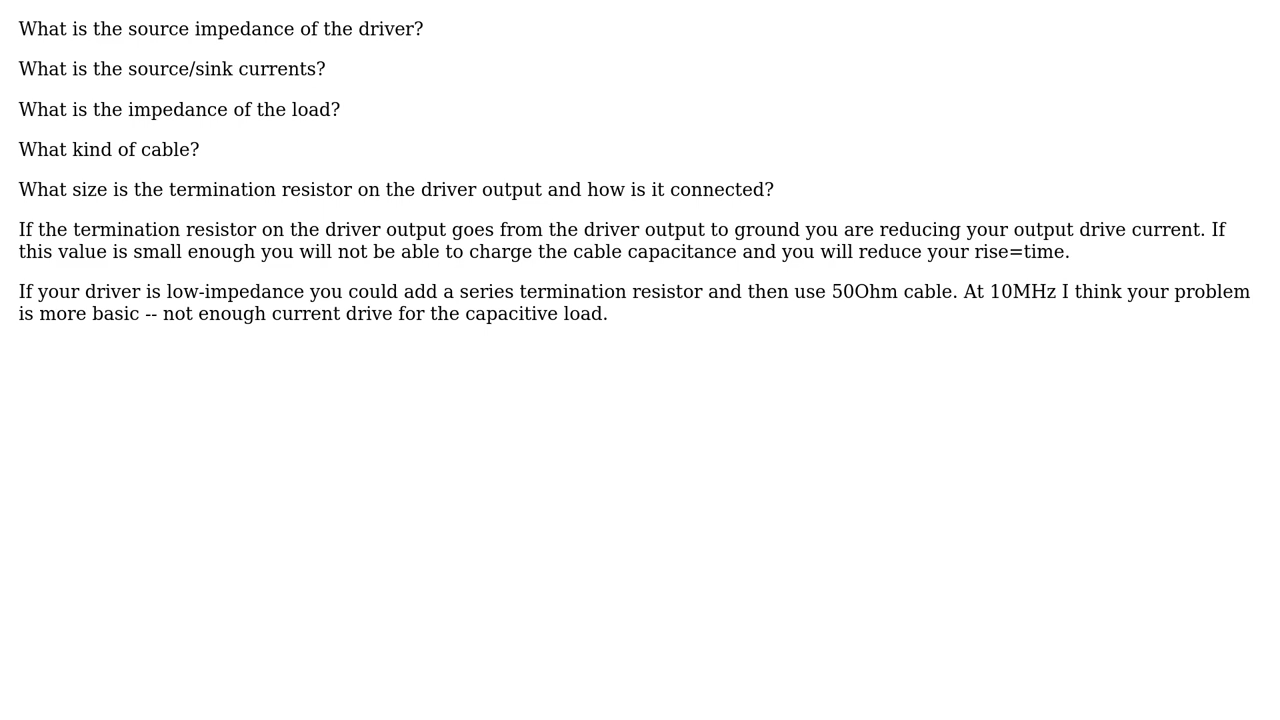 What is the source impedance of the driver?
What is the source/sink currents?
What is the impedance of the load?
What kind of cable?
What size is the termination resistor on the driver output and how is it connected?
If the termination resistor on the driver output goes from the driver output to ground you are reducing your output drive current. If
this value is small enough you will not be able to charge the cable capacitance and you will reduce your rise=time.
If your driver is low-impedance you could add a series termination resistor and then use 50Ohm cable. At 10MHz I think your problem
is more basic -- not enough current drive for the capacitive load.